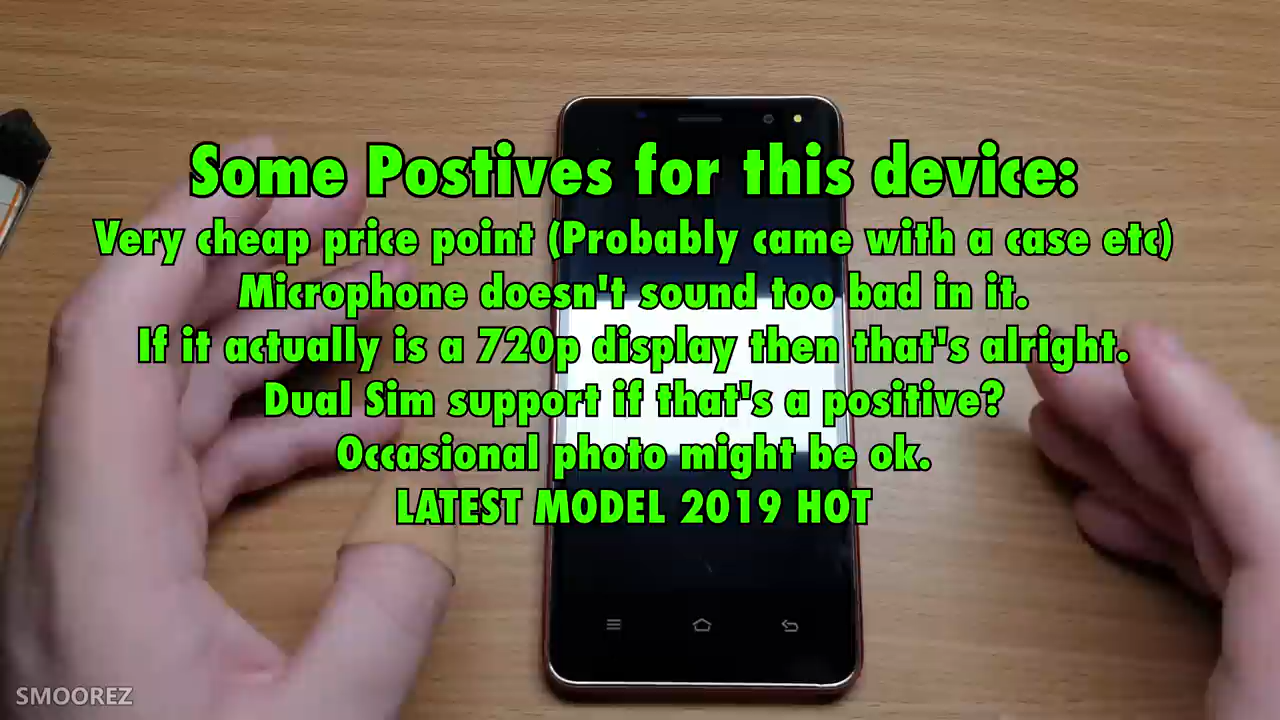 Some Postives for this device:
Very cheap price point (Probably came with a case etc)
Microphone doesn't sound too bad in it.
If it actually is a 720p display then that's alright.
Dual Sim support if that's a positive?
Occasional photo might be ok.
LATEST MODEL 2019 HOT
SMOOREZ